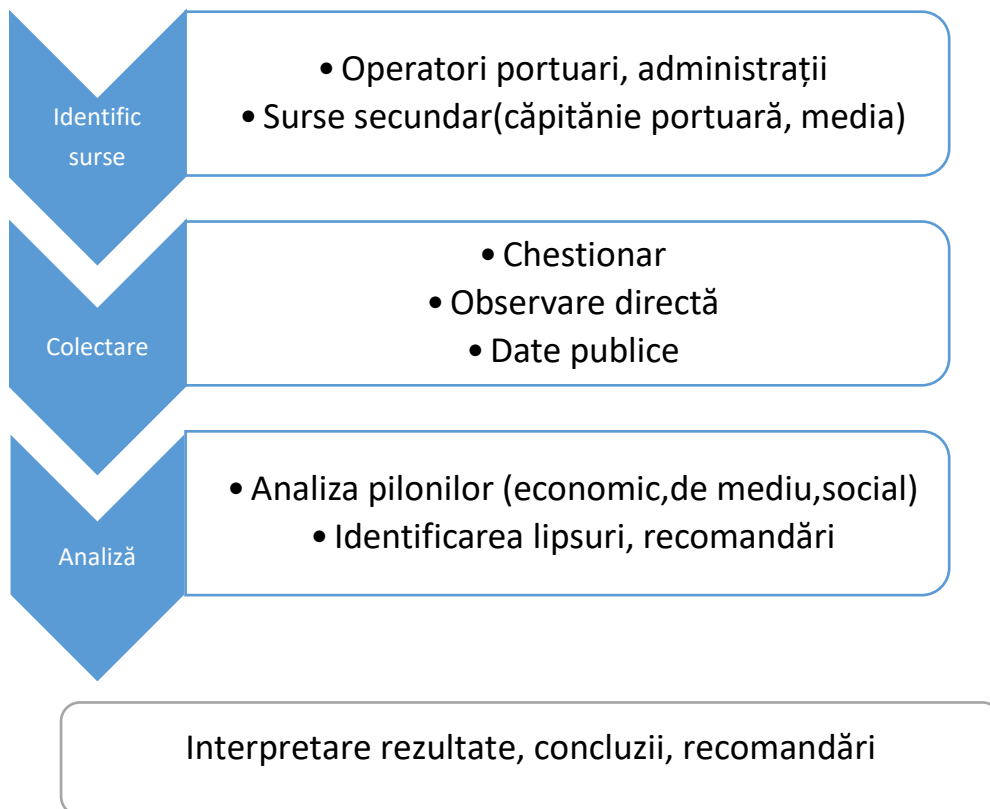 Identific
surse
• Operatori portuari, administrații
• Surse secundar(căpitănie portuară, media)
Colectare
• Chestionar
• Observare directă
• Date publice
Analiză
• Analiza pilonilor (economic,de mediu,social)
• Identificarea lipsuri, recomandări
Interpretare rezultate, concluzii, recomandări